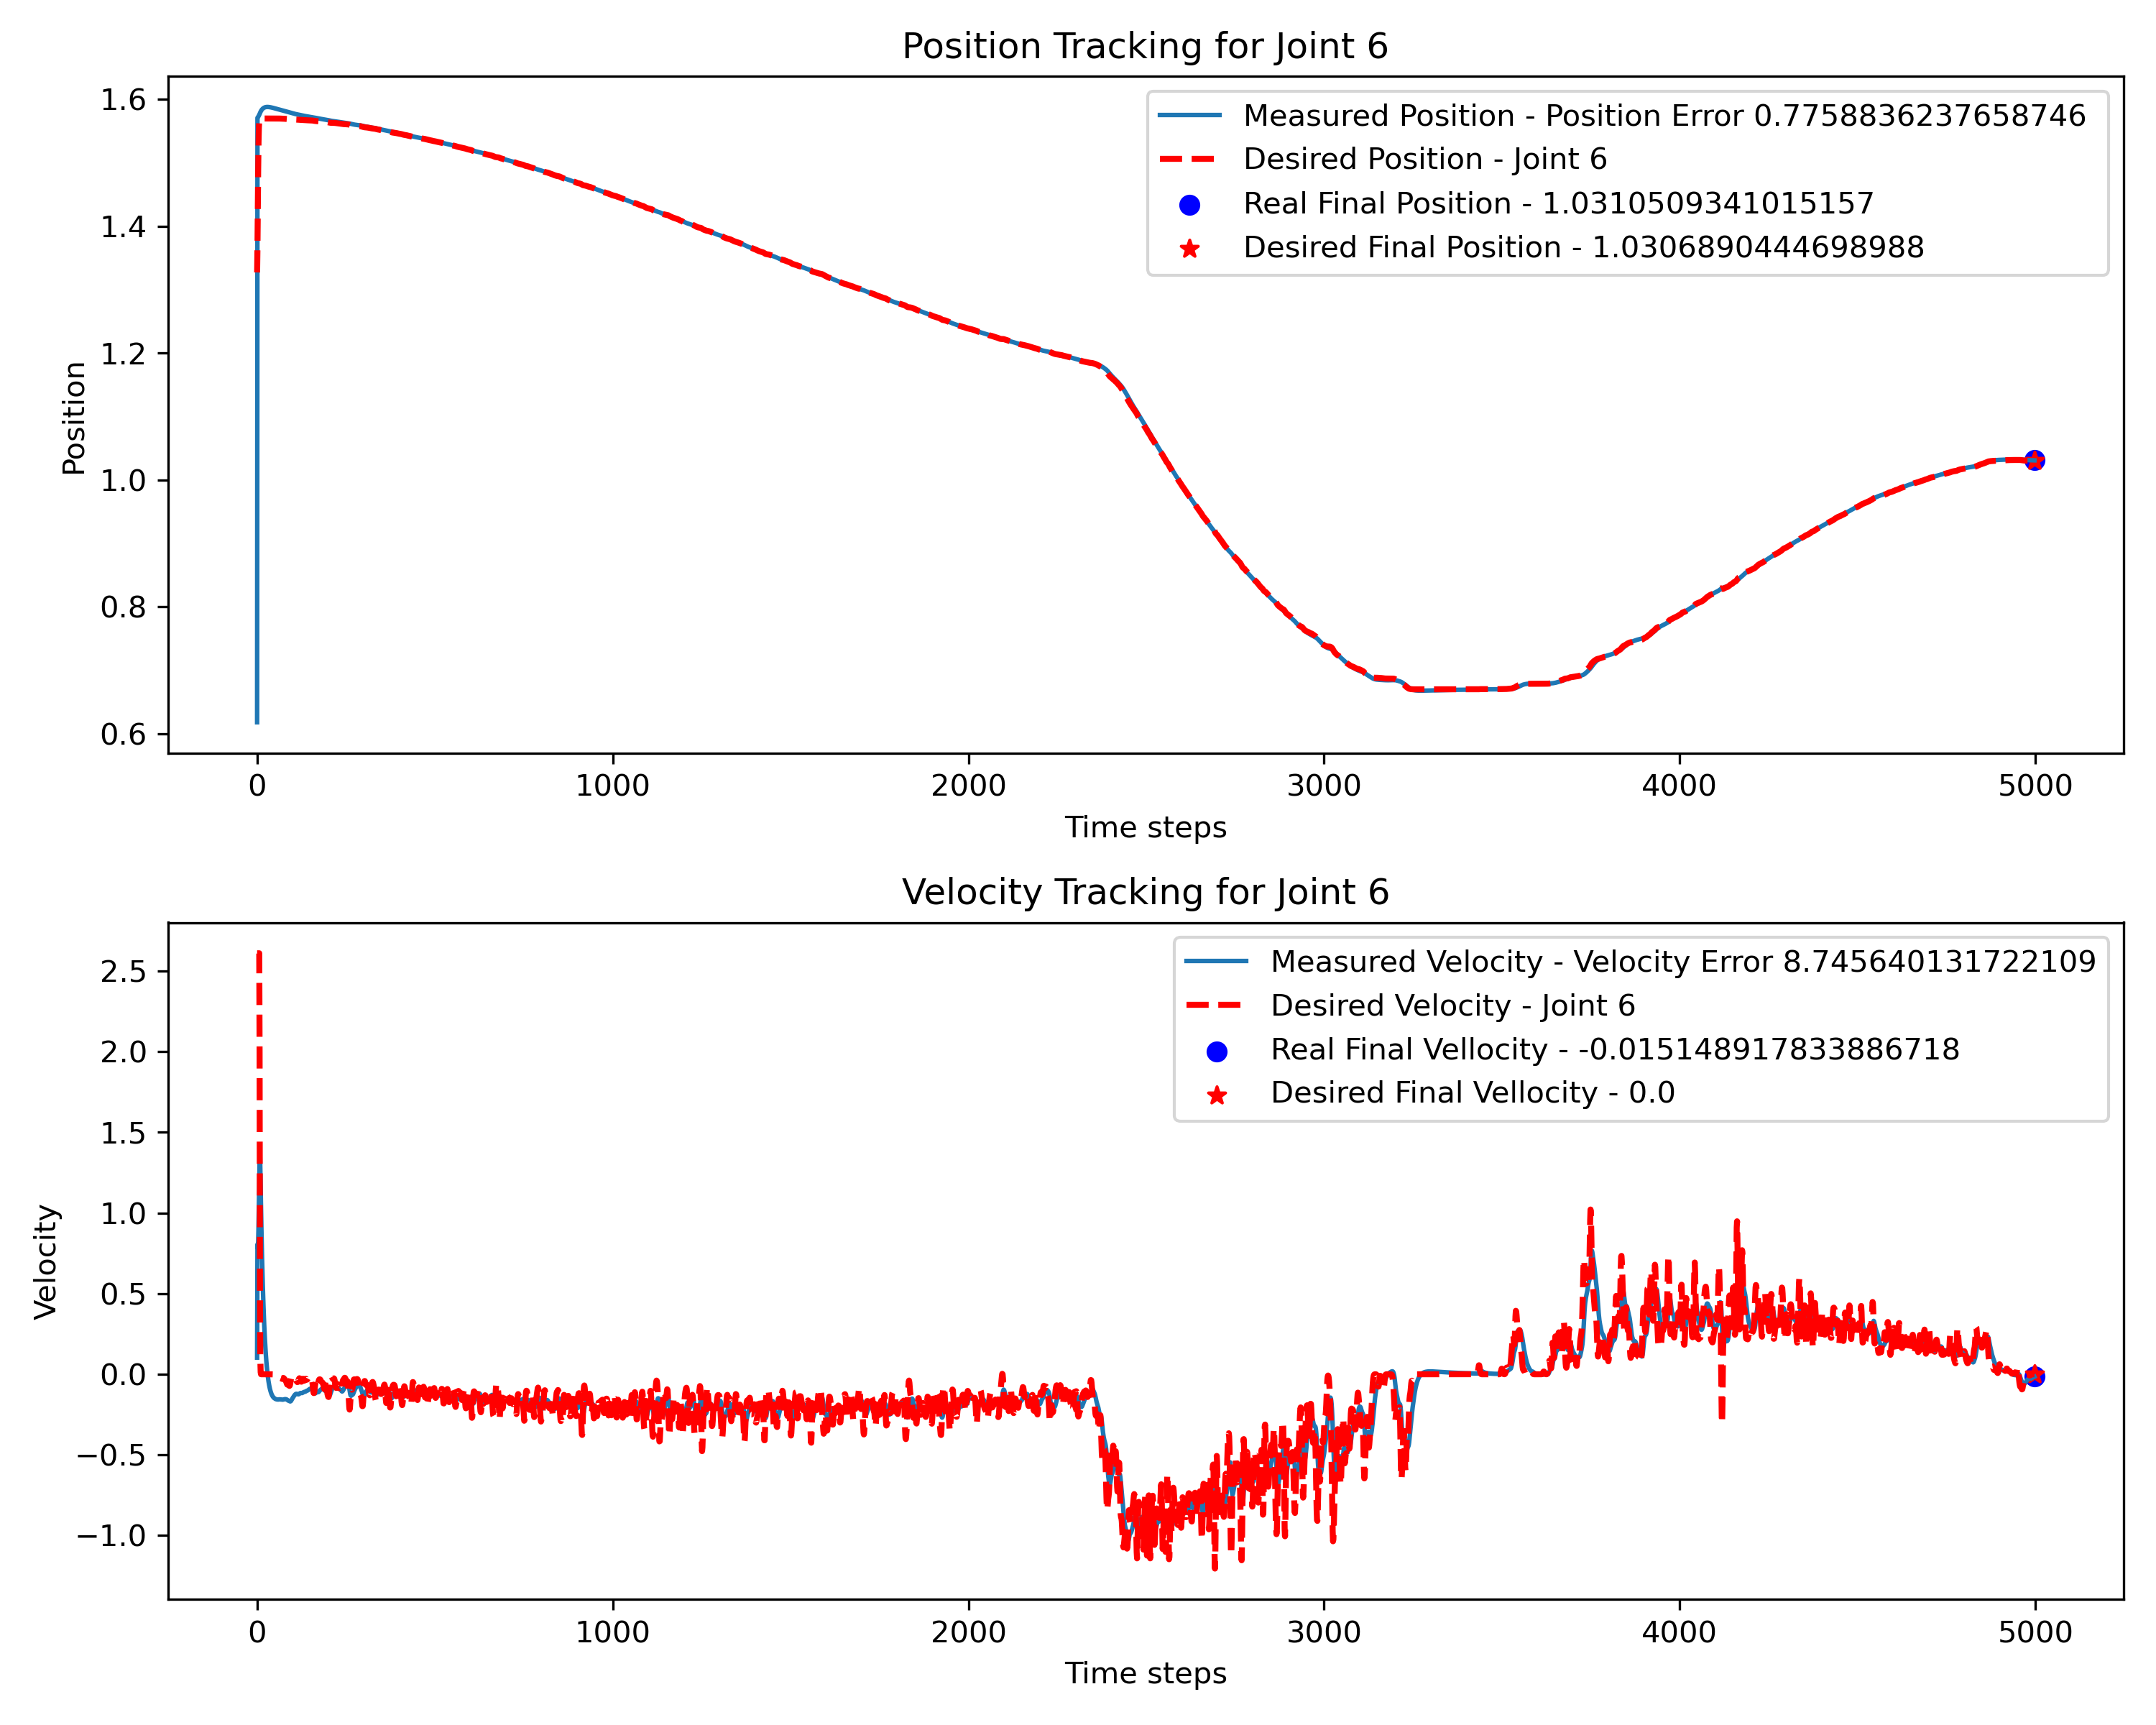 Position Tracking for Joint 6
Measured Position - Position Error 0.7758836237658746
Desired Position - Joint 6
Real Final Position - 1.0310509341015157
Desired Final Position - 1.0306890444698988
Position
1.6
1.4
1.2
1.0
0.8
0.6
0 1000 2000 3000 4000 5000
Time steps
Velocity Tracking for Joint 6
Measured Velocity - Velocity Error 8.745640131722109
Desired Velocity - Joint 6
Real Final Vellocity - -0.015148917833886718
Desired Final Vellocity - 0.0
Velocity
2.5
2.0
1.5
1.0
0.5
0.0
−0.5
−1.0
0 1000 2000 3000 4000 5000
Time steps